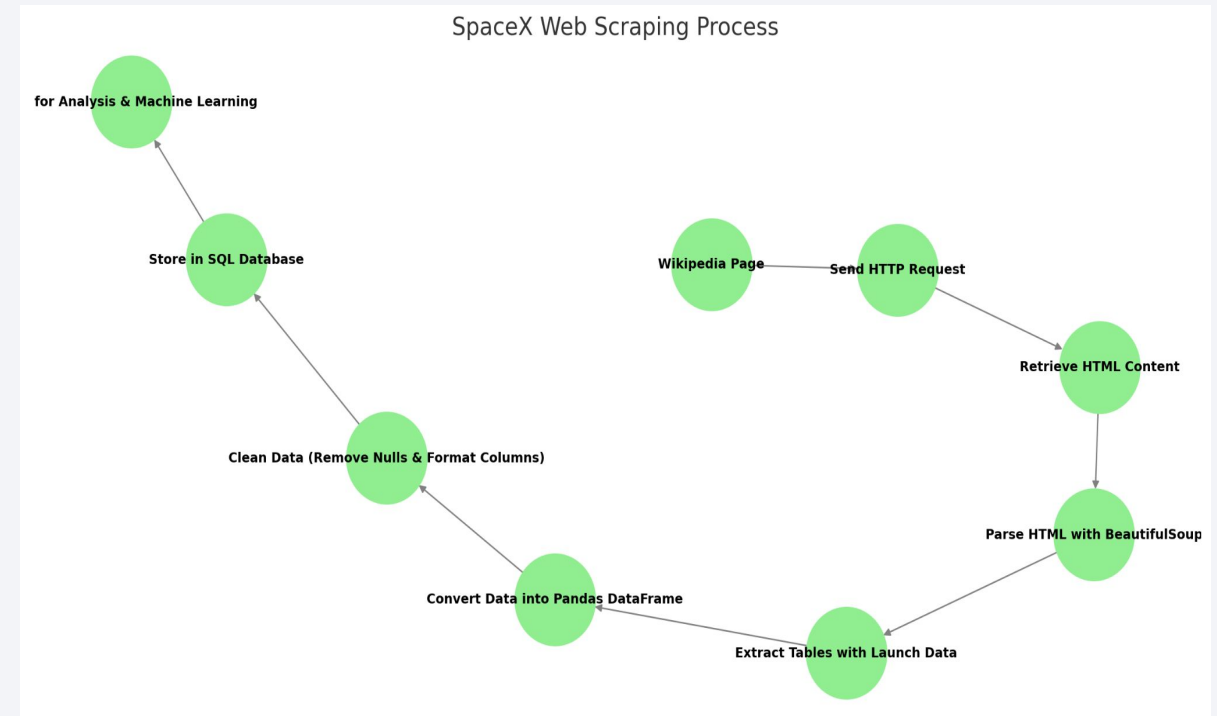 SpaceX Web Scraping Process
for Analysis & Machine Learning
Store in SQL Database
Wikipedia Page
Send HTTP Request
Retrieve HTML Content
Clean Data (Remove Nulls & Format Columns)
Parse HTML with BeautifulSoup
Convert Data into Pandas DataFrame
Extract Tables with Launch Data